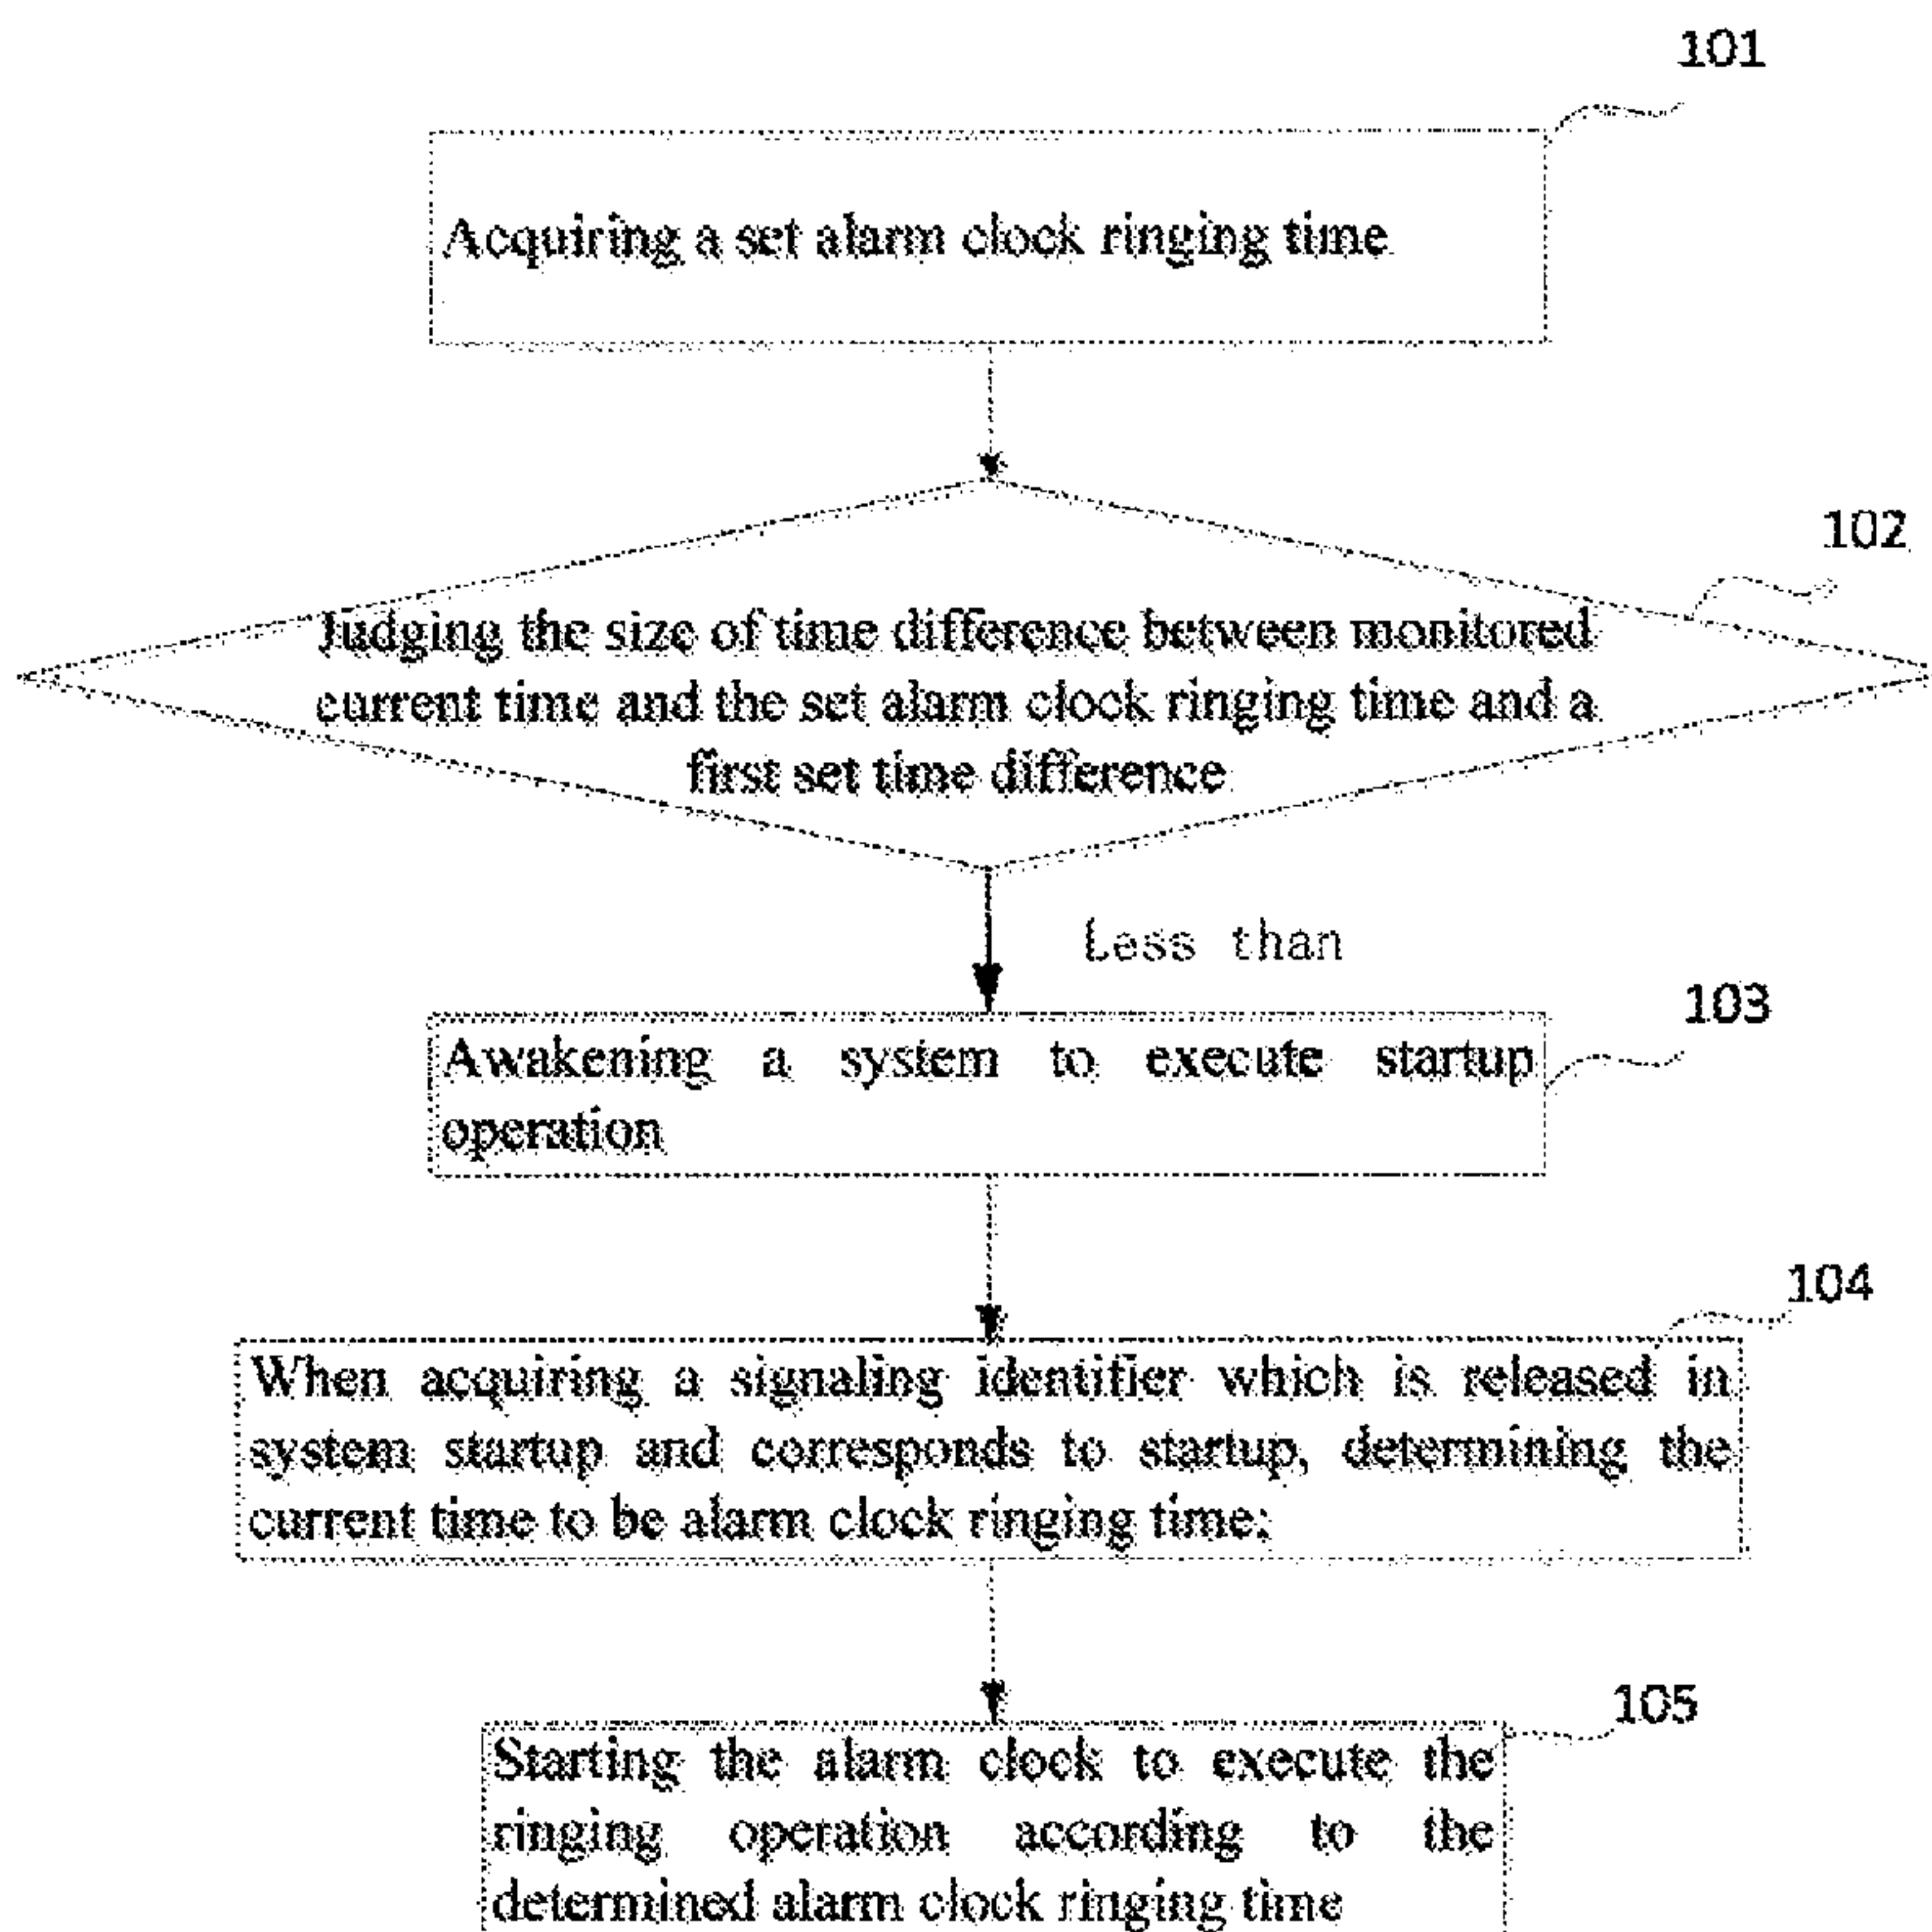 101
Acquiring a set alarm clock ringing time
102
Judging the size of time difference between monitored
current time and the set alarm clock ringing time and a
first set time difference
Less than
103
Awakening a system to execute startup
operation
104
When acquiring a signaling identifier which is released in
system startup and corresponds to startup, determining the
current time to be alarm clock ringing time;
105
Starting the alarm clock to execute the
ringing operation according to the
determined alarm clock ringing time